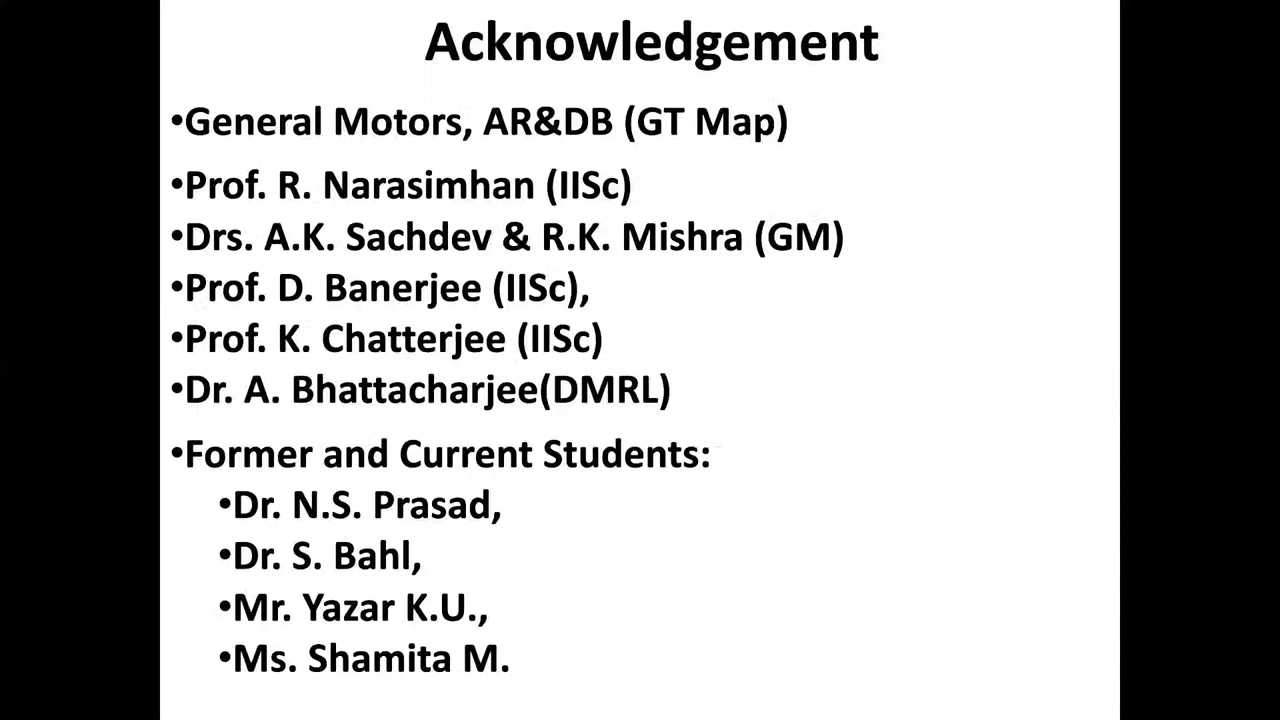 Acknowledgement
•General Motors, AR&DB (GT Map)
•Prof. R. Narasimhan (IISc)
•Drs. A.K. Sachdev & R.K. Mishra (GM)
•Prof. D. Banerjee (IISc),
•Prof. K. Chatterjee (IISc)
•Dr. A. Bhattacharjee(DMRL)
•Former and Current Students:
•Dr. N.S. Prasad,
•Dr. S. Bahl,
•Mr. Yazar K.U.,
•Ms. Shamita M.